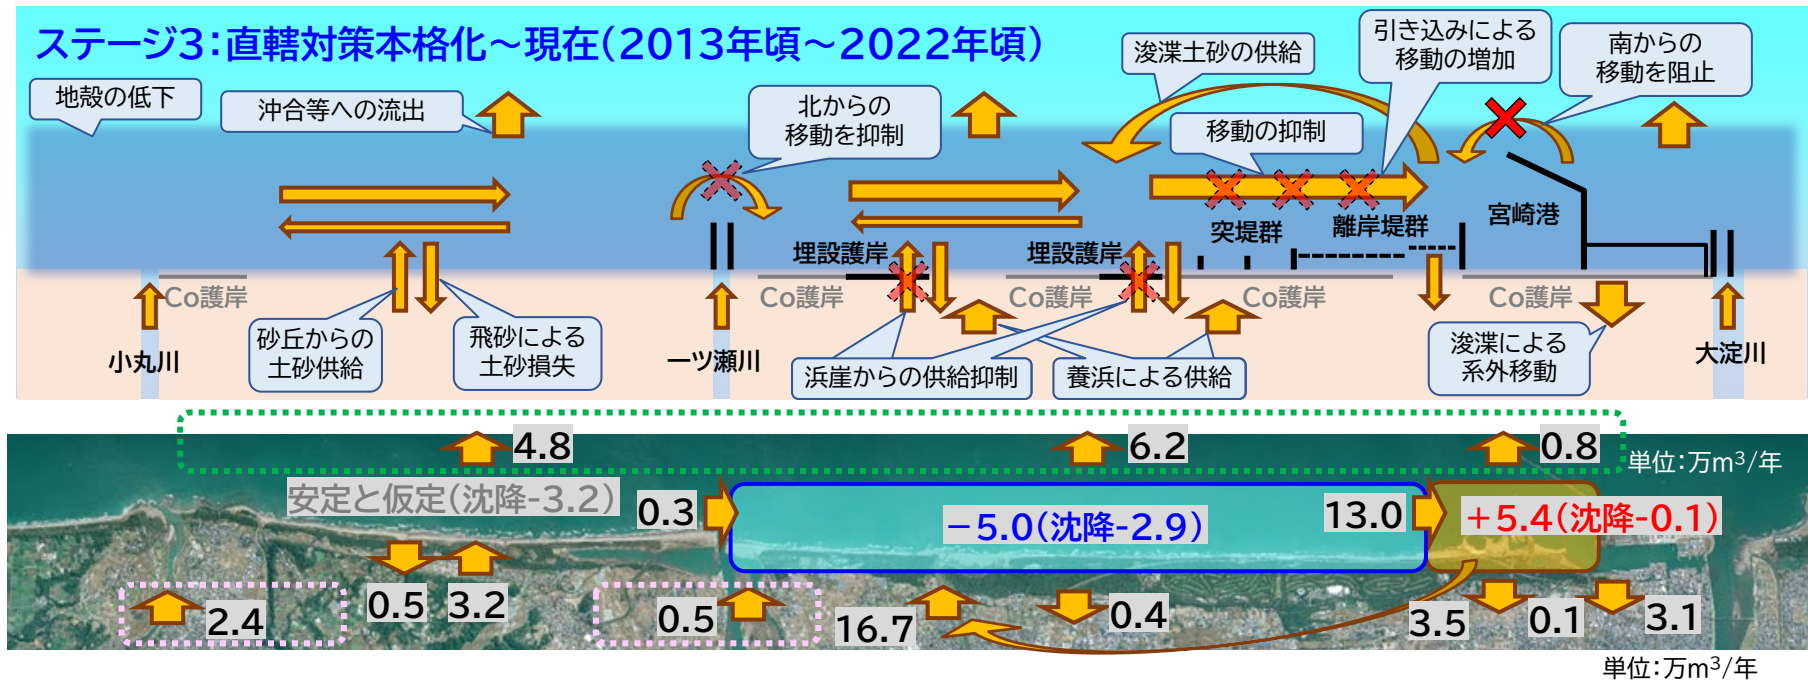 ステージ3：直轄対策本格化～現在（2013年頃～2022年頃）
地殻の低下
沖合等への流出
北からの
移動を抑制
浚渫土砂の供給
移動の抑制
引き込みによる
移動の増加
南からの
移動を阻止
埋設護岸
埋設護岸
突堤群
離岸堤群
宮崎港
Co護岸
Co護岸
Co護岸
Co護岸
Co護岸
小丸川
砂丘からの
土砂供給
飛砂による
土砂損失
一ツ瀬川
浜崖からの供給抑制
養浜による供給
浚渫による
系外移動
大淀川
4.8
6.2
0.8
単位：万m³/年
安定と仮定（沈降-3.2）
0.3
－5.0（沈降-2.9）
13.0
＋5.4（沈降-0.1）
2.4
0.5
3.2
0.5
16.7
0.4
3.5
0.1
3.1
単位：万m³/年